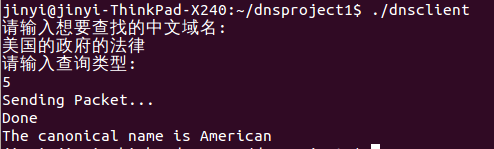 jinyi@jinyi-ThinkPad-X240:~/dnsproject1$ ./dnsclient
请输入想要查找的中文域名:
美国的政府的法律
请输入查询类型:
5
Sending Packet...
Done
The canonical name is American